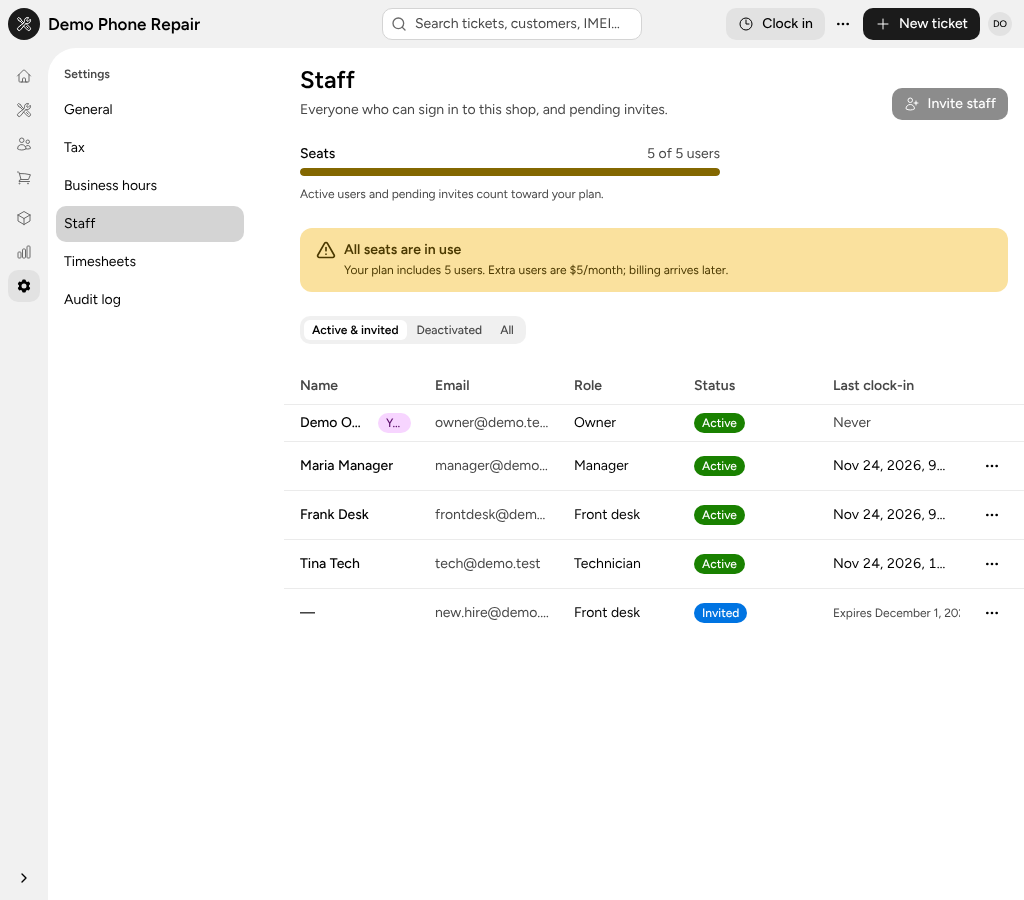 Demo Phone Repair
Search tickets, customers, IMEI...
Clock in
New ticket
DO
Settings
General
Tax
Business hours
Staff
Timesheets
Audit log
Staff
Everyone who can sign in to this shop, and pending invites.
Invite staff
Seats 5 of 5 users
Active users and pending invites count toward your plan.
All seats are in use
Your plan includes 5 users. Extra users are $5/month; billing arrives later.
Active & invited Deactivated All
Name Email Role Status Last clock-in
Demo O... Y... owner@demo.te... Owner Active Never
Maria Manager manager@demo... Manager Active Nov 24, 2026, 9...
Frank Desk frontdesk@dem... Front desk Active Nov 24, 2026, 9...
Tina Tech tech@demo.test Technician Active Nov 24, 2026, 1...
— new.hire@demo.... Front desk Invited Expires December 1, 20